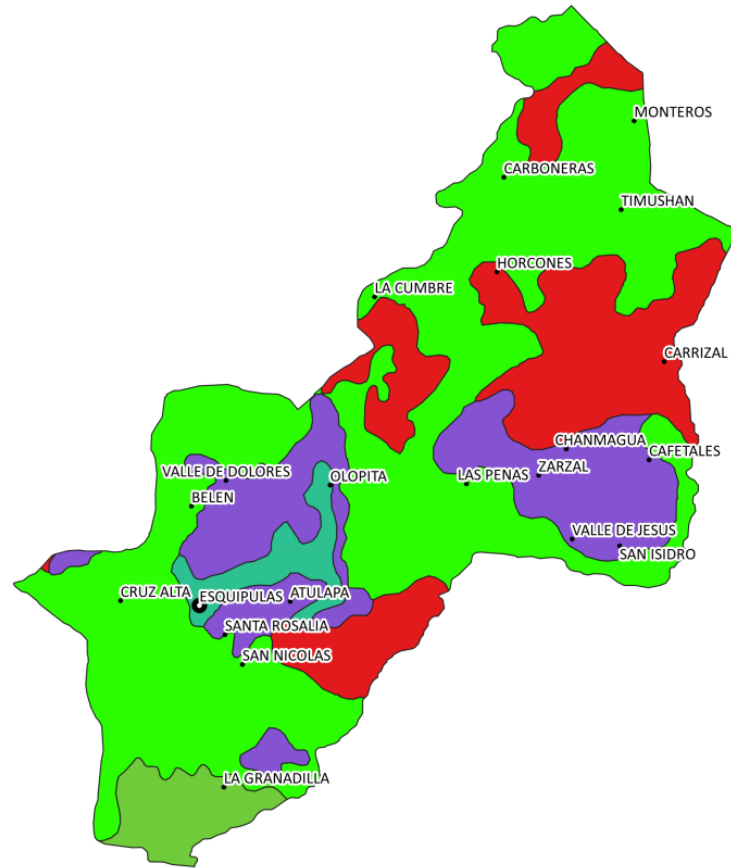 MONTEROS
CARBONERAS
TIMUSHAN
HORCONES
LA CUMBRE
CARRIZAL
CHANMAGUA
CAFETALES
VALLE DE DOLORES
OLOPITA
LAS PENAS
ZARZAL
BELEN
VALLE DE JESUS
SAN ISIDRO
CRUZ ALTA
ESQUIPULAS
ATULAPA
SANTA ROSALIA
SAN NICOLAS
LA GRANADILLA